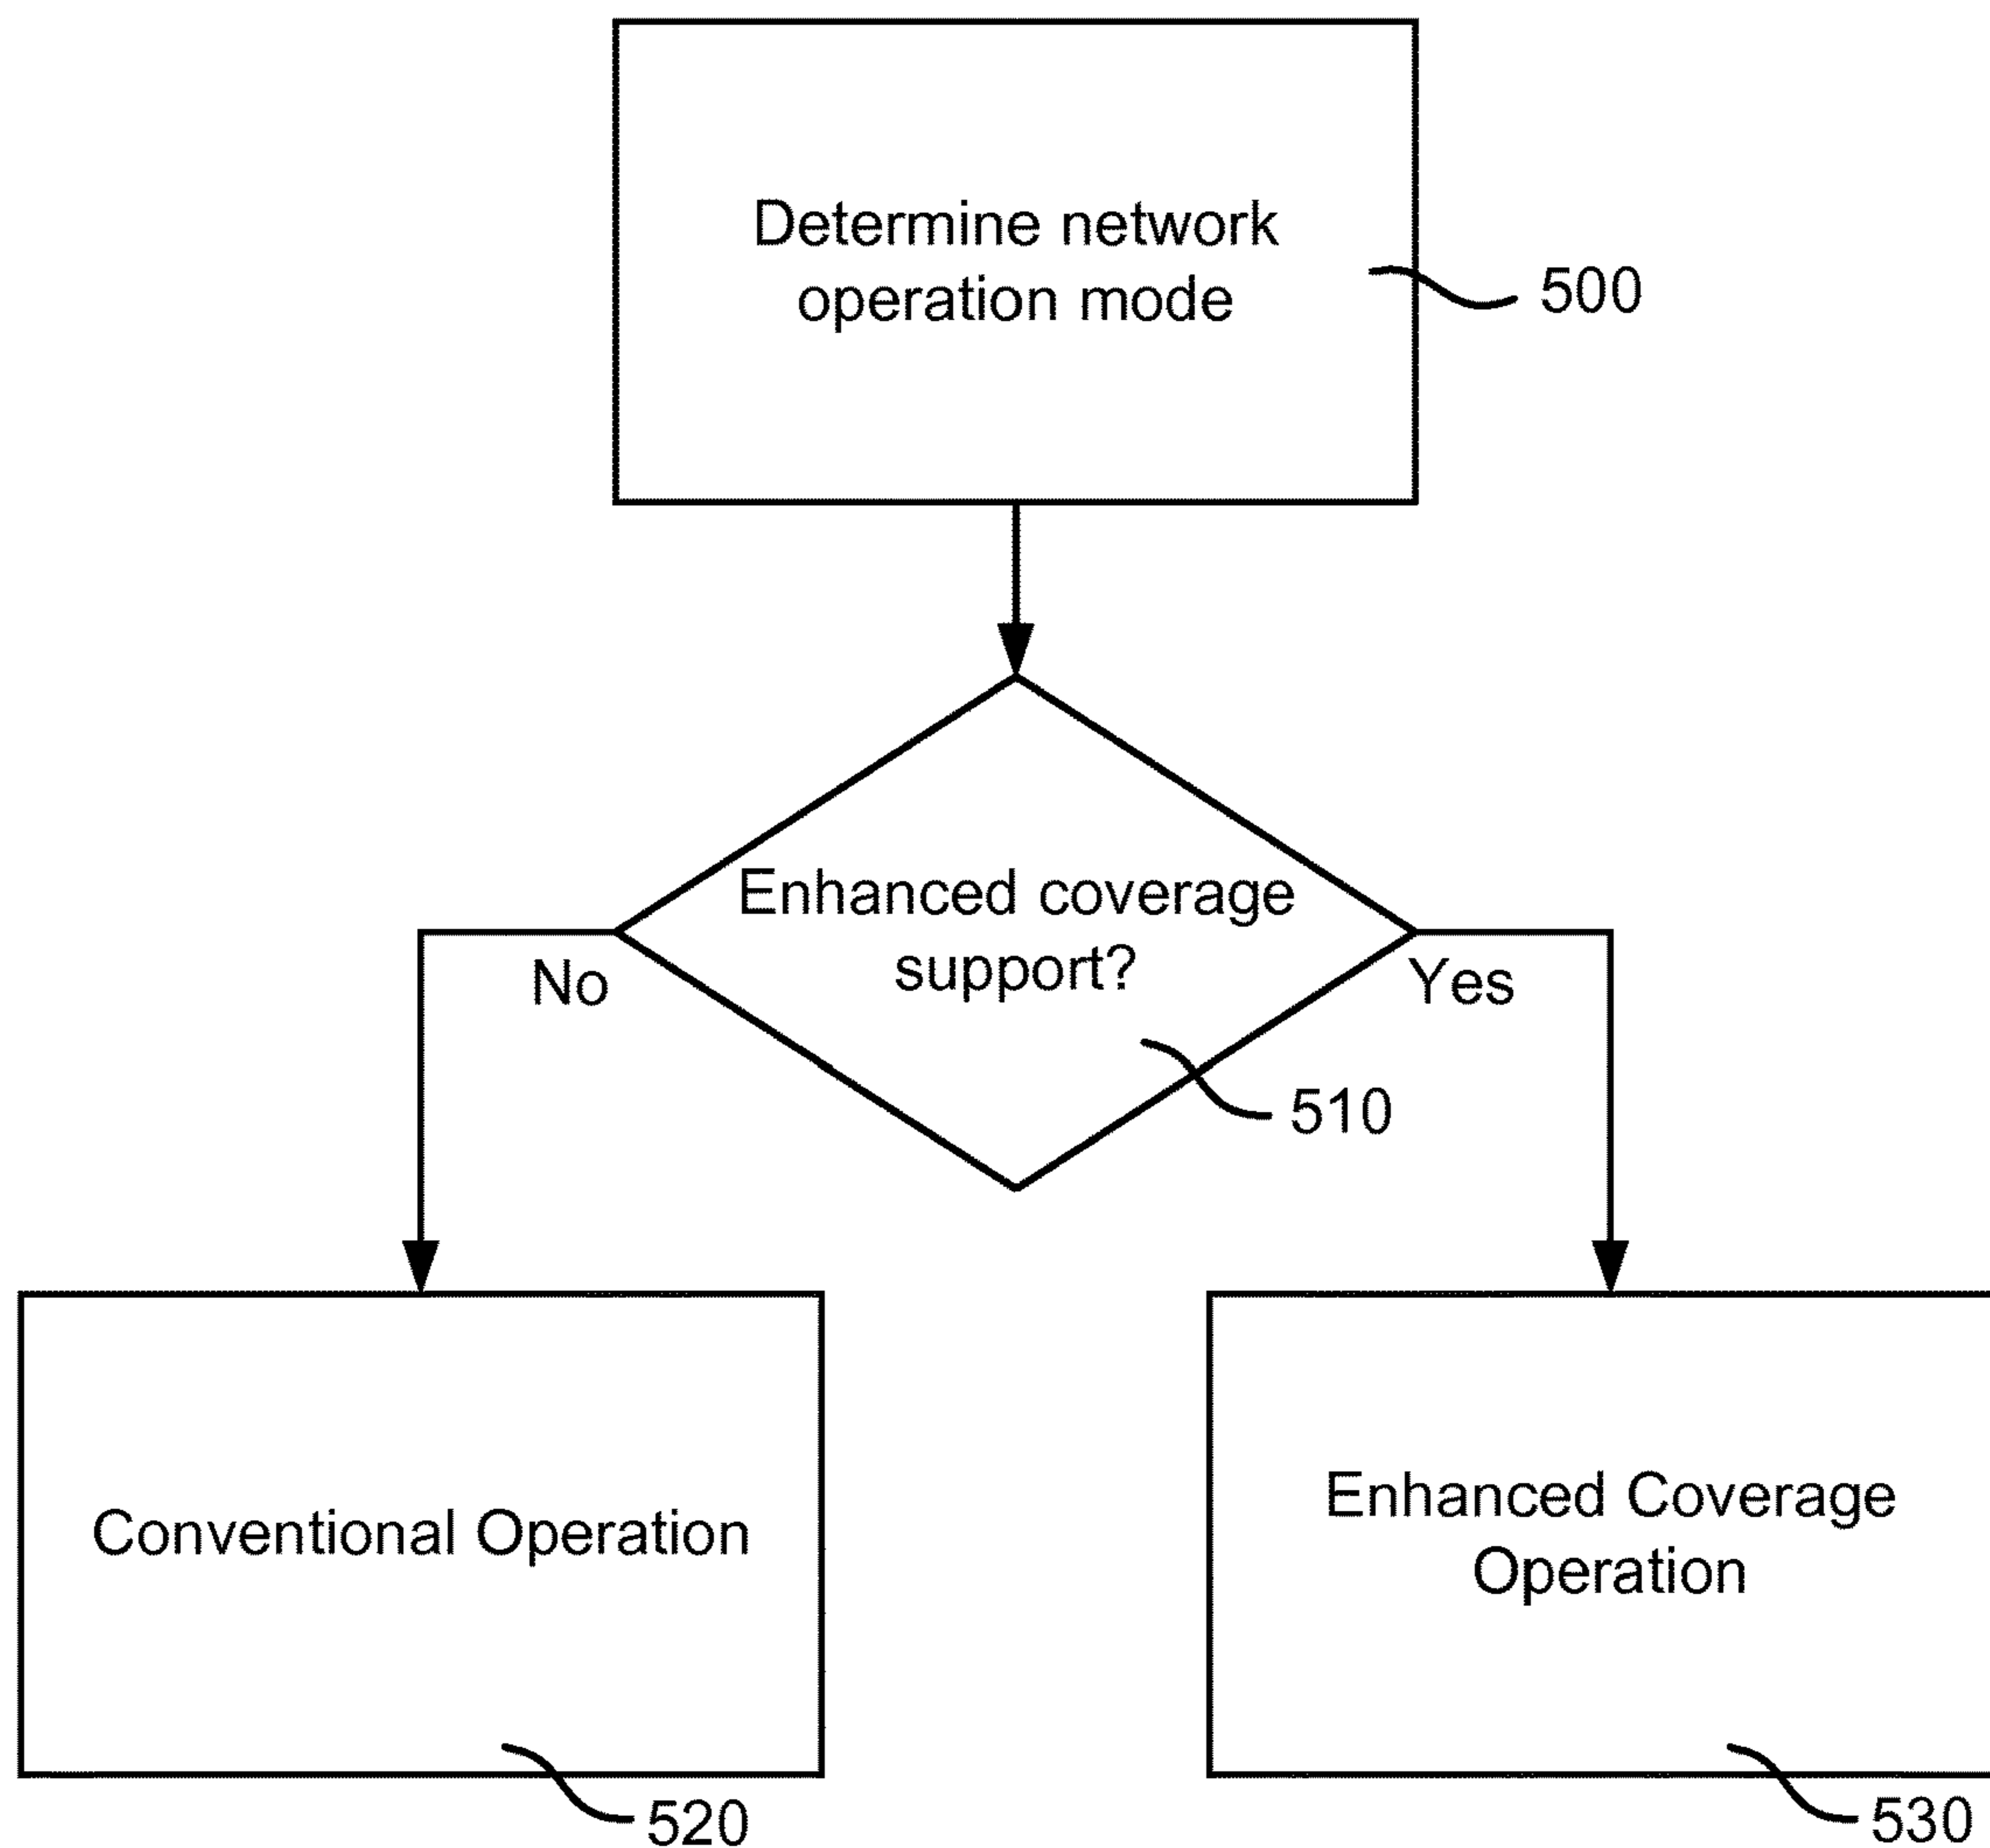 Determine network
operation mode
500
Enhanced coverage
support?
No
Yes
510
Conventional Operation
Enhanced Coverage
Operation
520
530